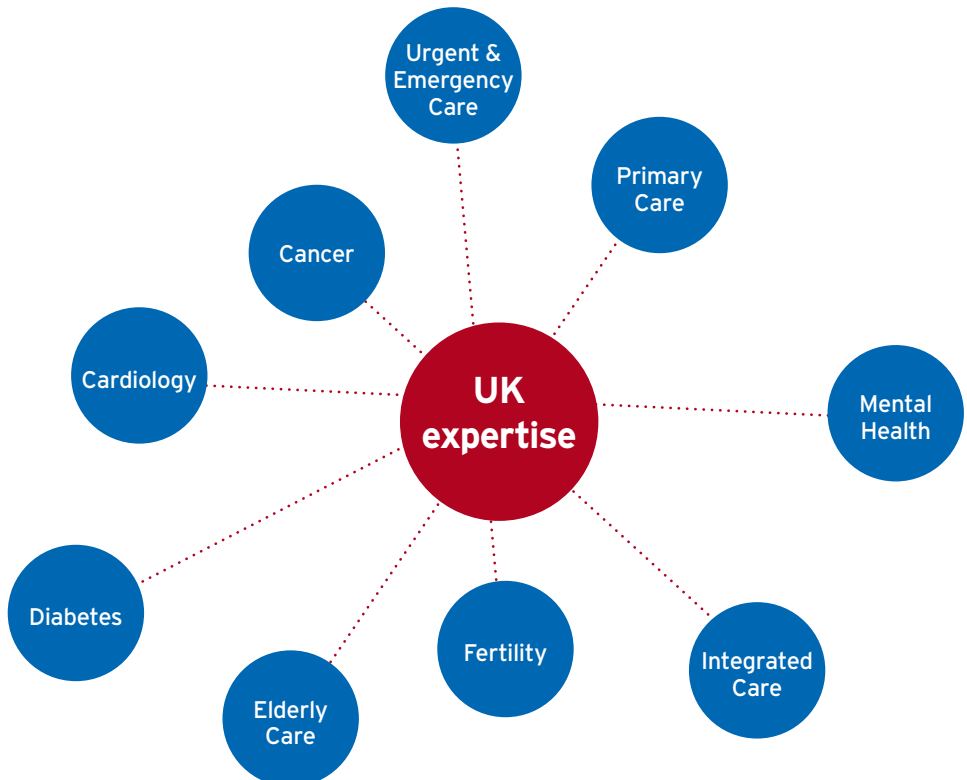 Urgent &
Emergency
Care
Primary
Care
Cancer
Cardiology
UK
expertise
Mental
Health
Diabetes
Elderly
Care
Fertility
Integrated
Care